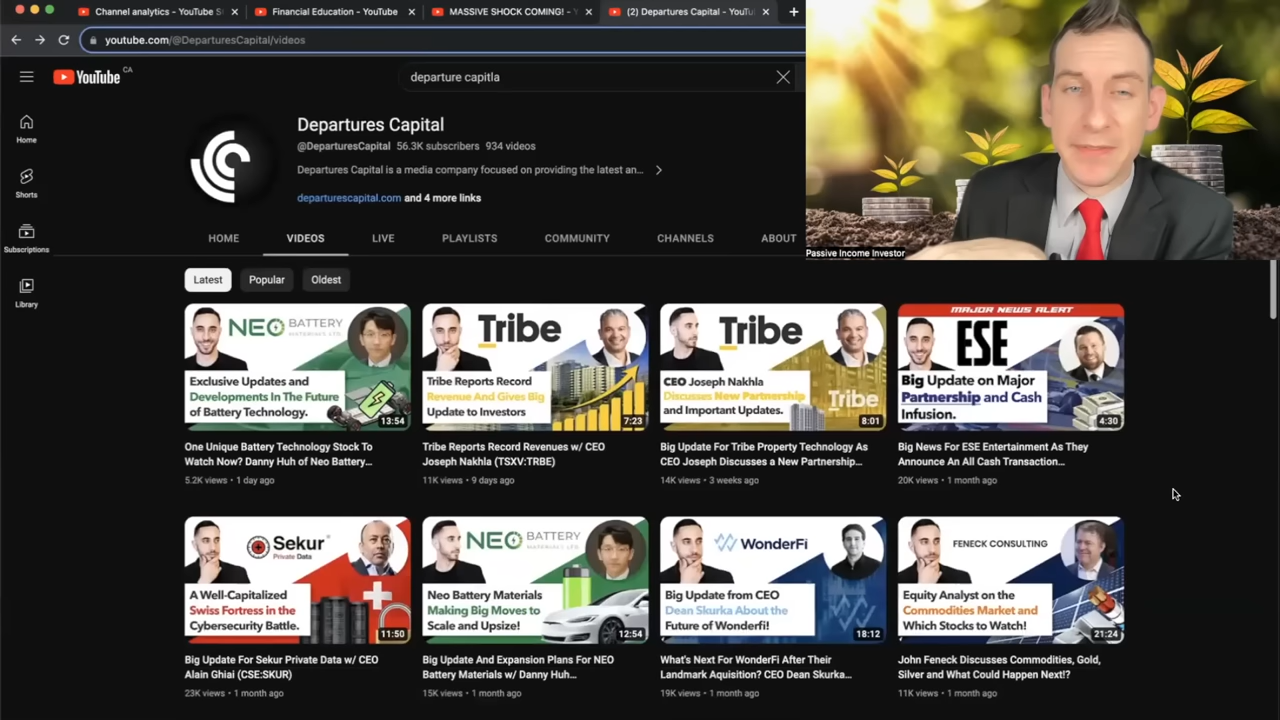 Channel analytics - YouTube S
Financial Education - YouTube
MASSIVE SHOCK COMING! - Y
(2) Departures Capital - YouTu
youtube.com/@DeparturesCapital/videos
YouTube CA
departure capitla
Home
Shorts
Subscriptions
Library
Departures Capital
@DeparturesCapital 56.3K subscribers 934 videos
Departures Capital is a media company focused on providing the latest an...
departurescapital.com and 4 more links
HOME VIDEOS LIVE PLAYLISTS COMMUNITY CHANNELS ABOUT
Passive Income Investor
Latest Popular Oldest
NEO BATTERY
MATERIALS LTD.
Exclusive Updates and
Developments In The Future
of Battery Technology.
13:54
One Unique Battery Technology Stock To
Watch Now? Danny Huh of Neo Battery...
5.2K views • 1 day ago
Tribe
Tribe Reports Record
Revenue And Gives Big
Update to Investors
7:23
Tribe Reports Record Revenues w/ CEO
Joseph Nakhla (TSXV:TRBE)
11K views • 9 days ago
Tribe
CEO Joseph Nakhla
Discusses New Partnership
and Important Updates.
Tribe
8:01
Big Update For Tribe Property Technology As
CEO Joseph Discusses a New Partnership...
14K views • 3 weeks ago
MAJOR NEWS ALERT
ESE
Big Update on Major
Partnership and Cash
Infusion.
4:30
Big News For ESE Entertainment As They
Announce An All Cash Transaction...
20K views • 1 month ago
Sekur
Private Data
A Well-Capitalized
Swiss Fortress in the
Cybersecurity Battle.
11:50
Big Update For Sekur Private Data w/ CEO
Alain Ghiai (CSE:SKUR)
23K views • 1 month ago
NEO BATTERY
MATERIALS LTD.
Neo Battery Materials
Making Big Moves to
Scale and Upsize!
12:54
Big Update And Expansion Plans For NEO
Battery Materials w/ Danny Huh...
15K views • 1 month ago
WonderFi
Big Update from CEO
Dean Skurka About the
Future of Wonderfi!
18:12
What's Next For WonderFi After Their
Landmark Aquisition? CEO Dean Skurka...
19K views • 1 month ago
FENECK CONSULTING
Equity Analyst on the
Commodities Market and
Which Stocks to Watch!
21:24
John Feneck Discusses Commodities, Gold,
Silver and What Could Happen Next!?
11K views • 1 month ago